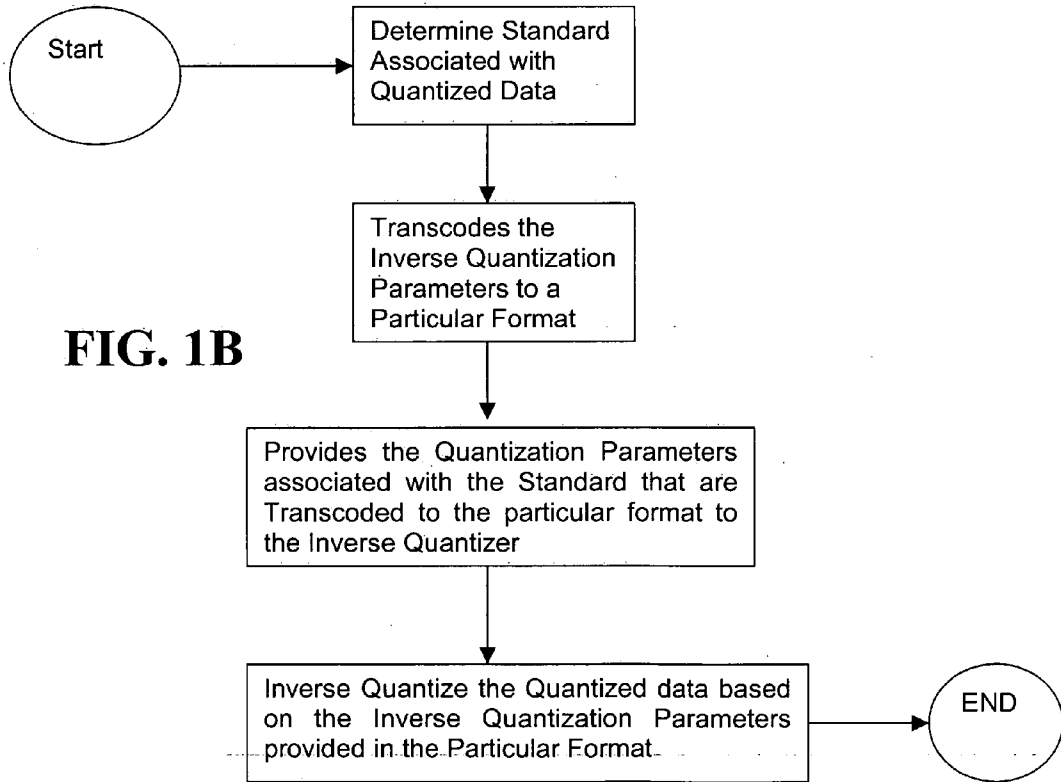 Start
Determine Standard
Associated with
Quantized Data
Transcodes the
Inverse Quantization
Parameters to a
Particular Format
FIG. 1B
Provides the Quantization Parameters
associated with the Standard that are
Transcoded to the particular format to
the Inverse Quantizer
Inverse Quantize the Quantized data based
on the Inverse Quantization Parameters
provided in the Particular Format
END